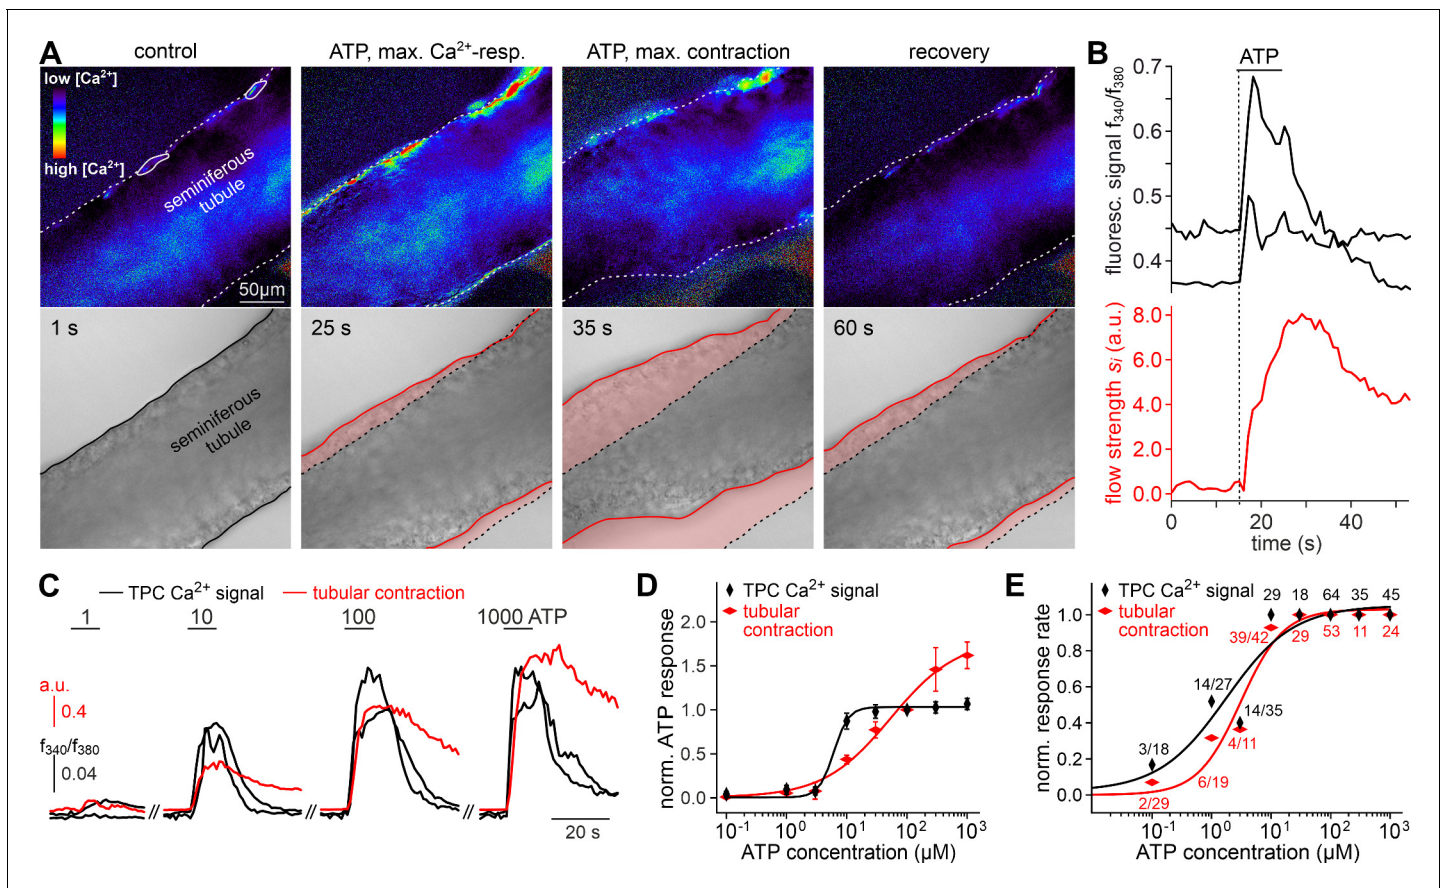 A
control
ATP, max. Ca²⁺-resp.
ATP, max. contraction
recovery
low [Ca²⁺]
high [Ca²⁺]
seminiferous
tubule
50µm
1 s
25 s
35 s
60 s
seminiferous
tubule
B
ATP
0.7
0.6
0.5
0.4
fluoresc. signal f₃₄₀/f₃₈₀
8.0
6.0
4.0
2.0
0.0
flow strength sᵢ (a.u.)
0
20
40
time (s)
C
TPC Ca²⁺ signal
tubular contraction
1
10
100
1000 ATP
a.u.
0.4
f₃₄₀/f₃₈₀
0.04
//
//
//
//
20 s
D
TPC Ca²⁺ signal
tubular
contraction
norm. ATP response
2.0
1.5
1.0
0.5
0.0
10⁻¹
10⁰
10¹
10²
10³
ATP concentration (µM)
E
TPC Ca²⁺ signal
tubular
contraction
29
18
64
35
45
39/42
29
53
11
24
14/27
14/35
4/11
3/18
6/19
2/29
norm. response rate
1.0
0.8
0.6
0.4
0.2
0.0
10⁻¹
10⁰
10¹
10²
10³
ATP concentration (µM)